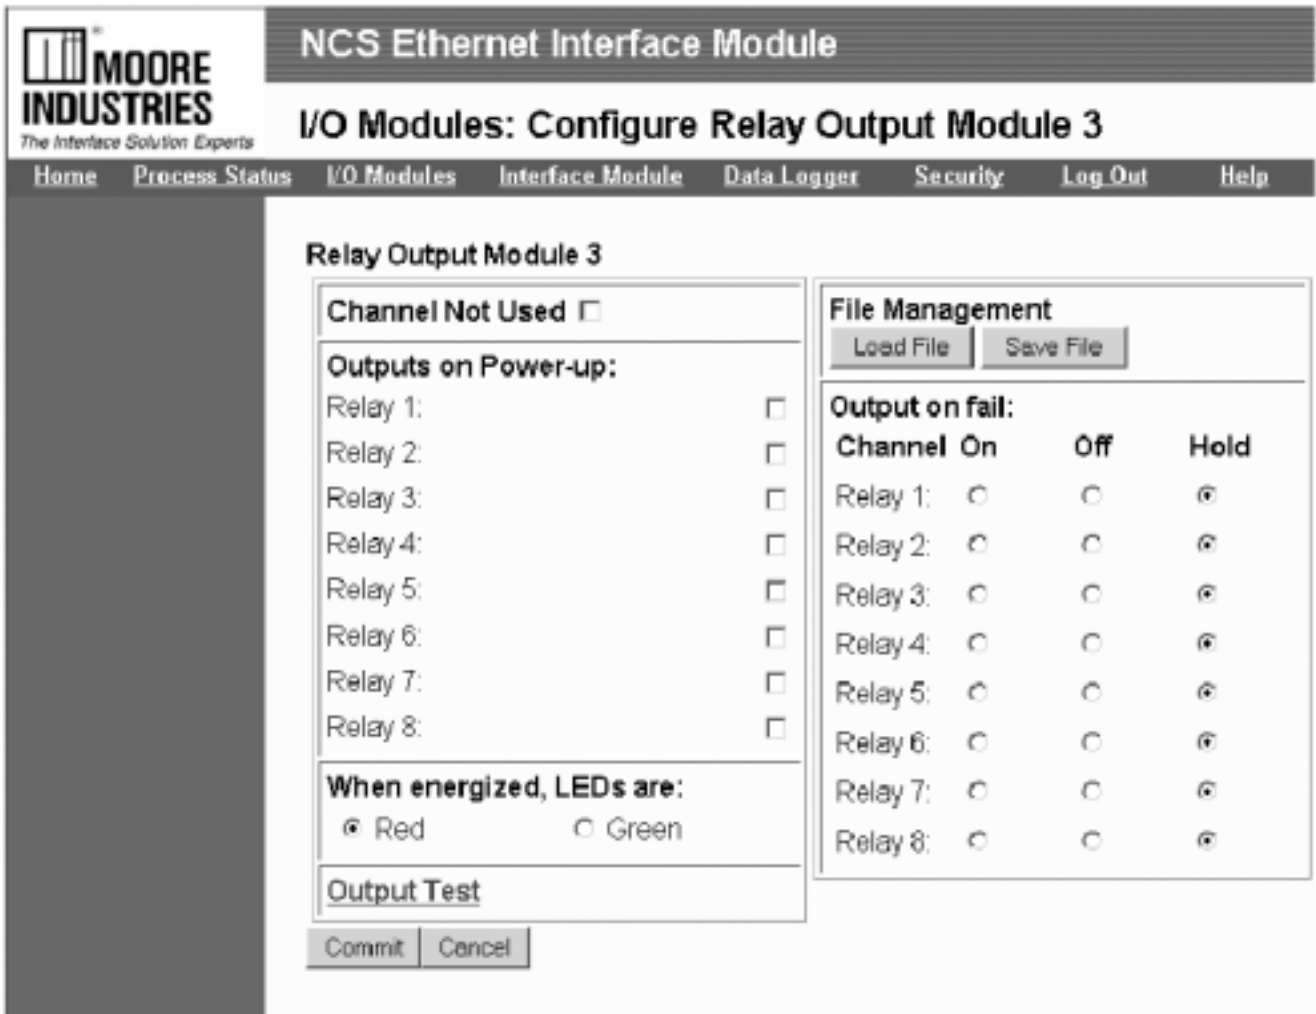 MOORE
INDUSTRIES
The Interface Solution Experts
NCS Ethernet Interface Module
I/O Modules: Configure Relay Output Module 3
Home Process Status I/O Modules Interface Module Data Logger Security Log Out Help
Relay Output Module 3
Channel Not Used
Outputs on Power-up:
Relay 1:
Relay 2:
Relay 3:
Relay 4:
Relay 5:
Relay 6:
Relay 7:
Relay 8:
When energized, LEDs are:
Red Green
Output Test
Commit Cancel
File Management
Load File Save File
Output on fail:
Channel On Off Hold
Relay 1:
Relay 2:
Relay 3:
Relay 4:
Relay 5:
Relay 6:
Relay 7:
Relay 8: